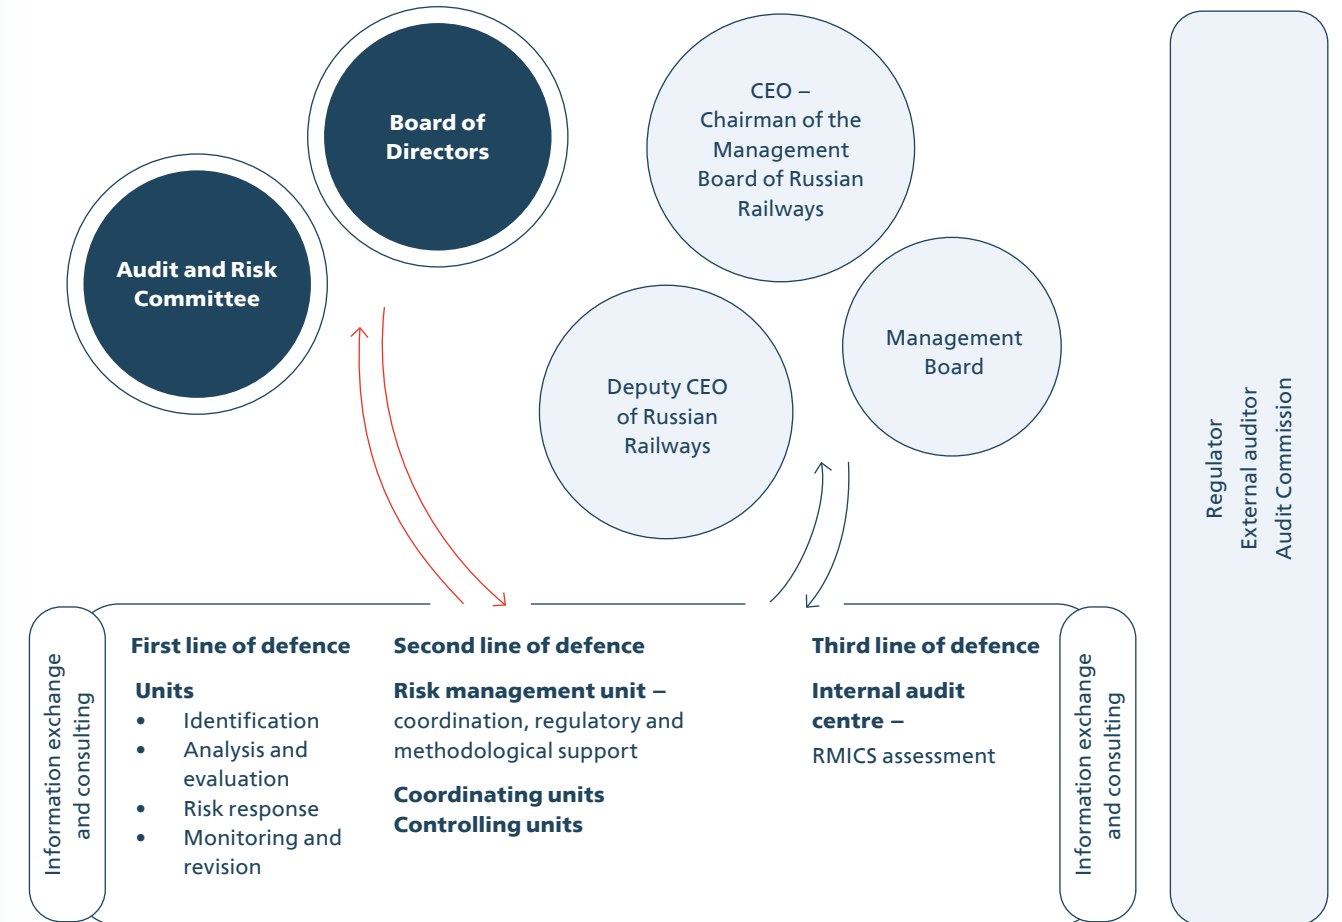 Board of
Directors
Audit and Risk
Committee
CEO –
Chairman of the
Management
Board of Russian
Railways
Management
Board
Deputy CEO
of Russian
Railways
Regulator
External auditor
Audit Commission
Information exchange
and consulting
First line of defence
Units
• Identification
• Analysis and
evaluation
• Risk response
• Monitoring and
revision
Second line of defence
Risk management unit –
coordination, regulatory and
methodological support
Coordinating units
Controlling units
Third line of defence
Internal audit
centre –
RMICS assessment
Information exchange
and consulting